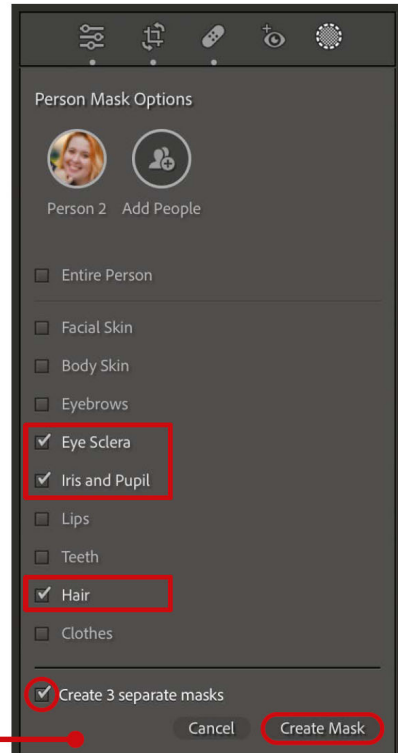 Person Mask Options
Person 2 Add People
Entire Person
Facial Skin
Body Skin
Eyebrows
Eye Sclera
Iris and Pupil
Lips
Teeth
Hair
Clothes
Create 3 separate masks
Cancel Create Mask